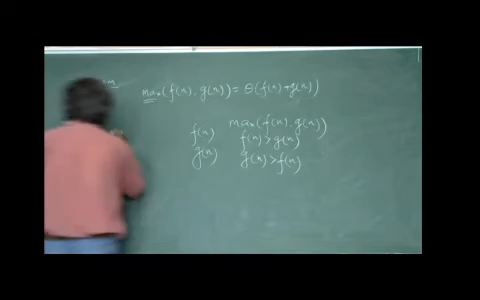 max(f(n), g(n)) = Θ(f(n)+g(n))
max(f(n), g(n))
f(n) f(n) > g(n)
g(n) g(n) > f(n)